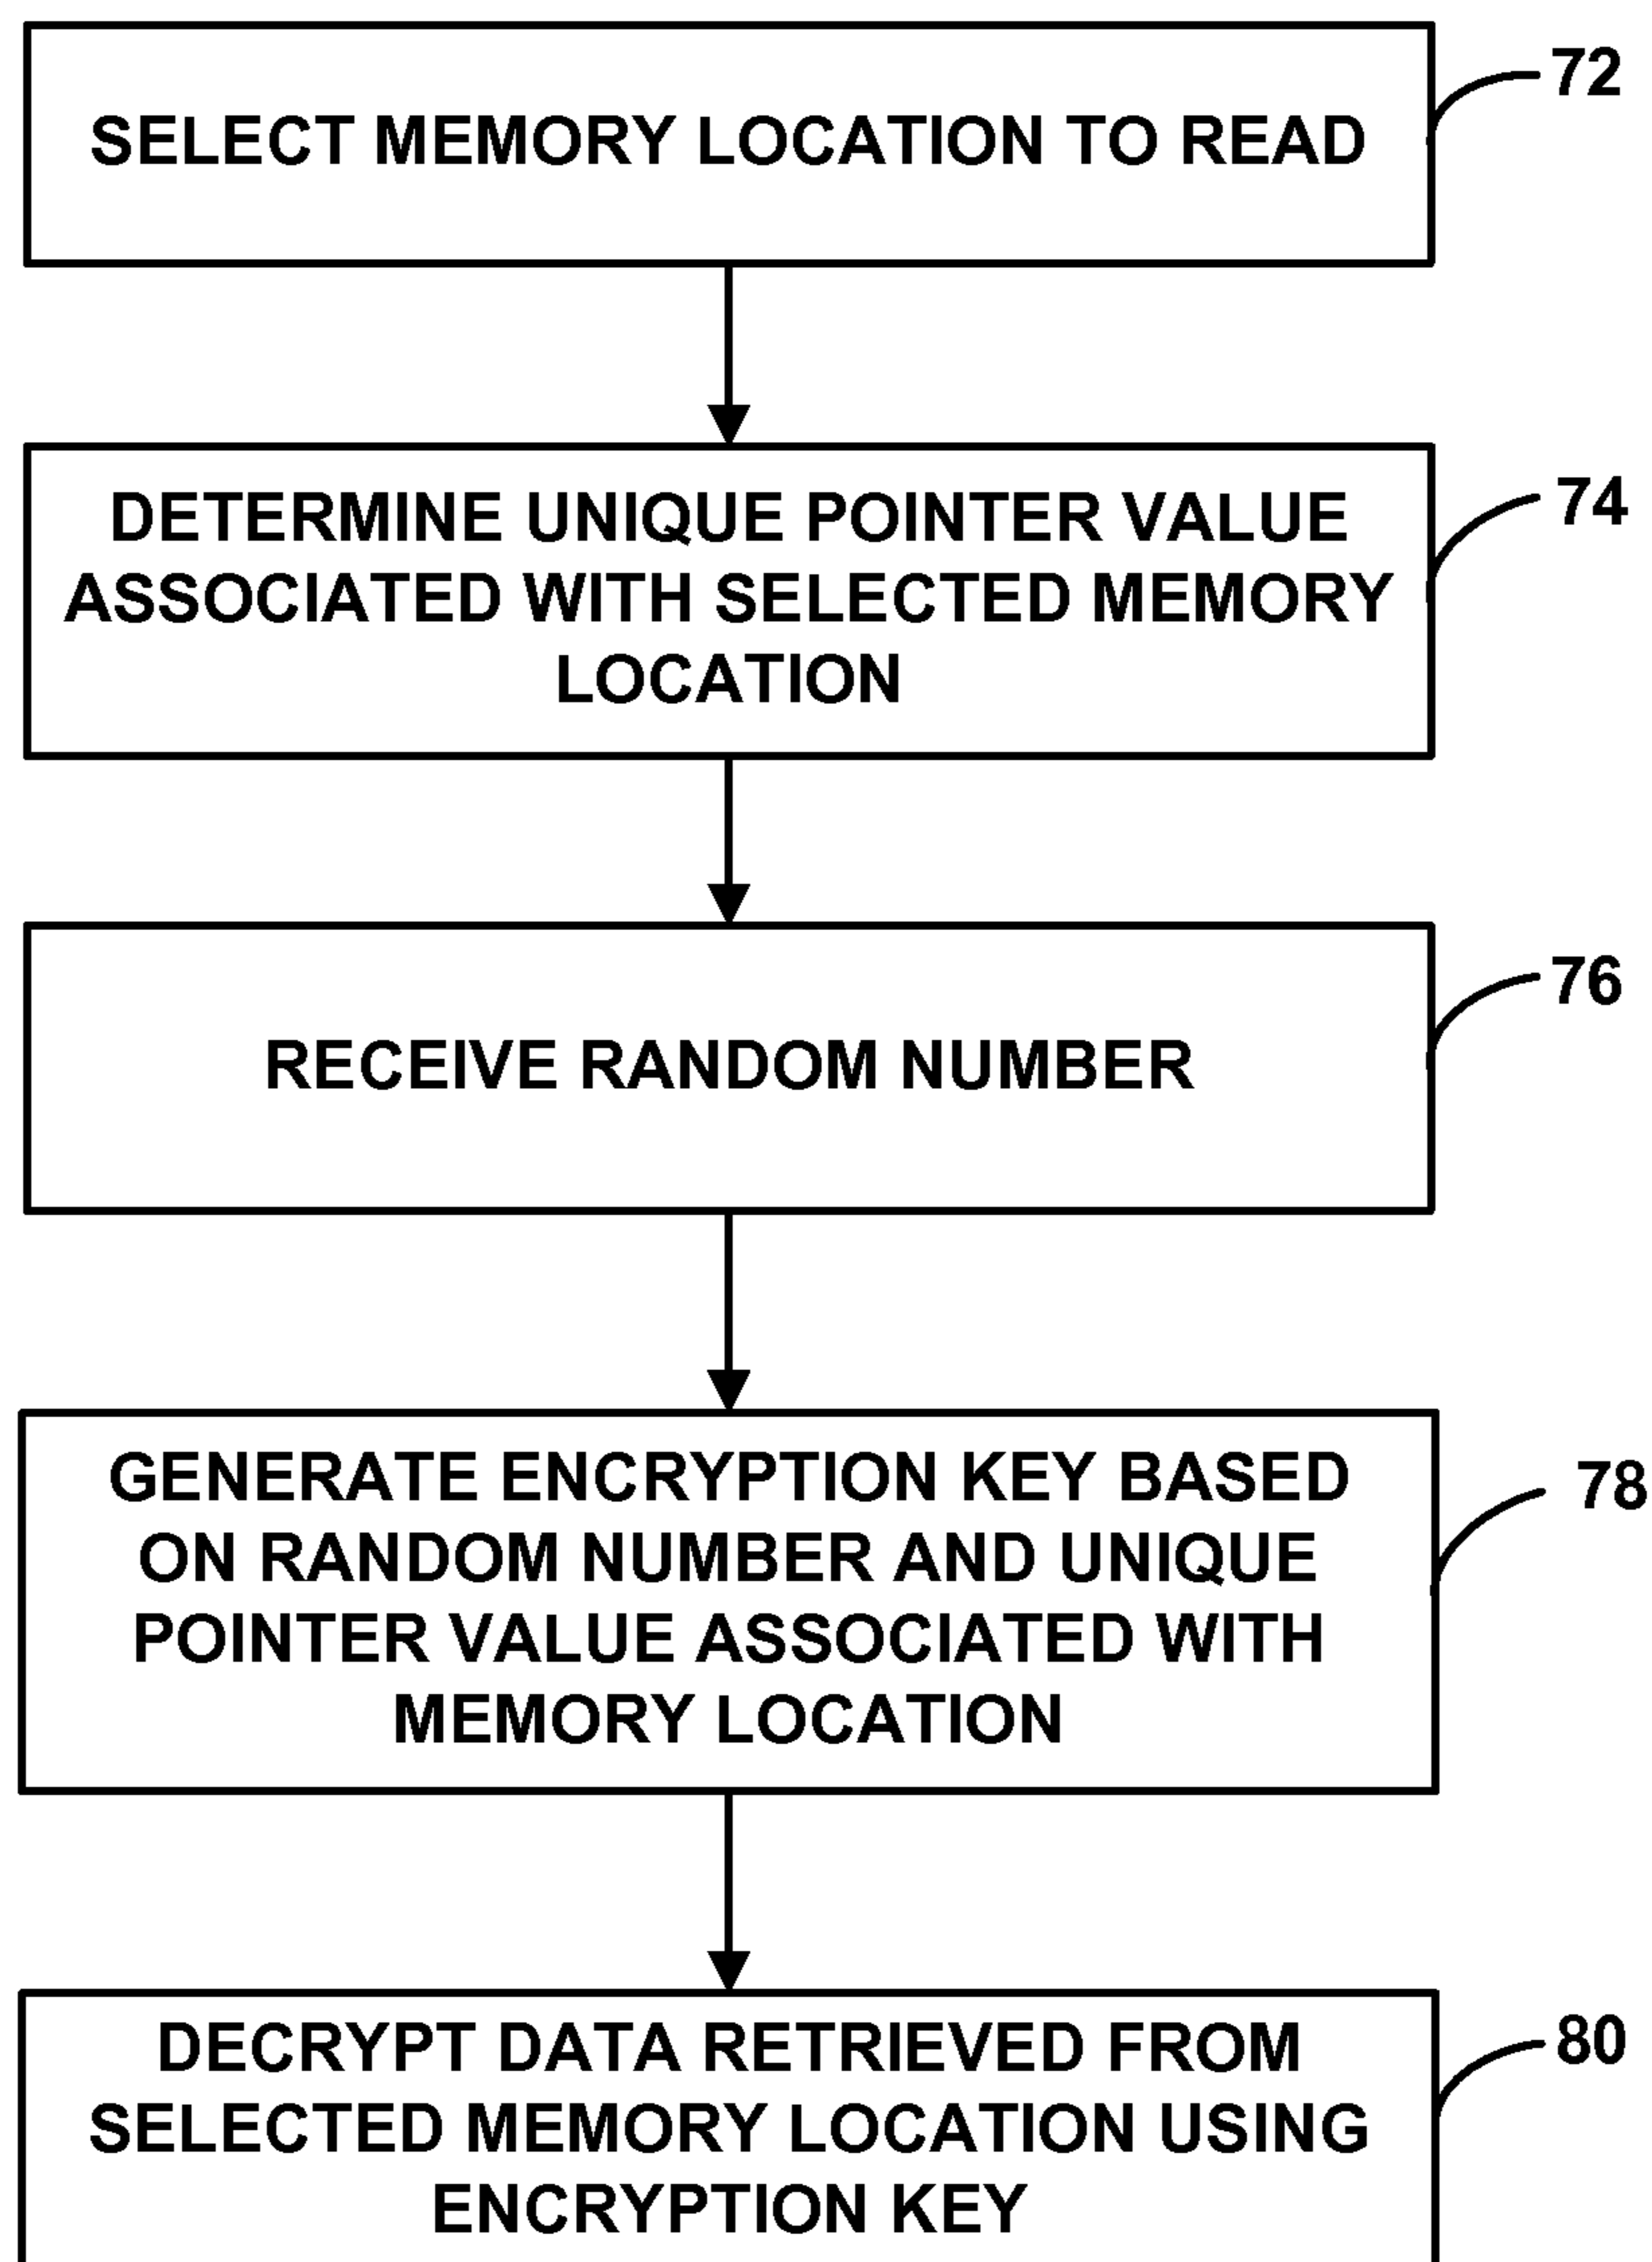 SELECT MEMORY LOCATION TO READ
72
DETERMINE UNIQUE POINTER VALUE
ASSOCIATED WITH SELECTED MEMORY
LOCATION
74
RECEIVE RANDOM NUMBER
76
GENERATE ENCRYPTION KEY BASED
ON RANDOM NUMBER AND UNIQUE
POINTER VALUE ASSOCIATED WITH
MEMORY LOCATION
78
DECRYPT DATA RETRIEVED FROM
SELECTED MEMORY LOCATION USING
ENCRYPTION KEY
80